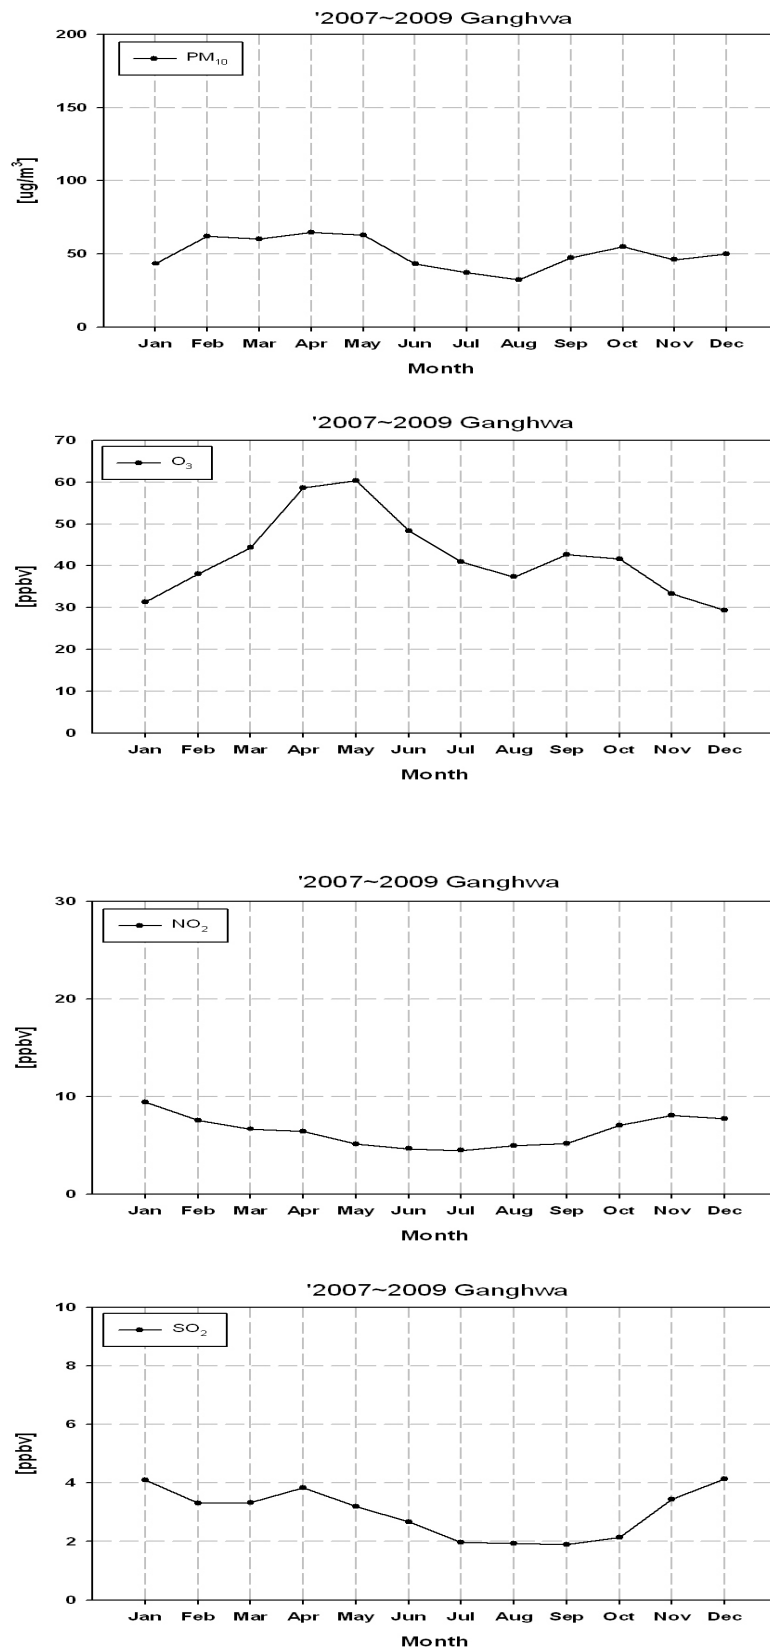 '2007~2009 Ganghwa
200
PM₁₀
150
[ug/m³]
100
50
0
Jan Feb Mar Apr May Jun Jul Aug Sep Oct Nov Dec
Month
'2007~2009 Ganghwa
70
O₃
60
50
40
[ppbv]
30
20
10
0
Jan Feb Mar Apr May Jun Jul Aug Sep Oct Nov Dec
Month
'2007~2009 Ganghwa
30
NO₂
20
[ppbv]
10
0
Jan Feb Mar Apr May Jun Jul Aug Sep Oct Nov Dec
Month
'2007~2009 Ganghwa
10
SO₂
8
6
[ppbv]
4
2
0
Jan Feb Mar Apr May Jun Jul Aug Sep Oct Nov Dec
Month